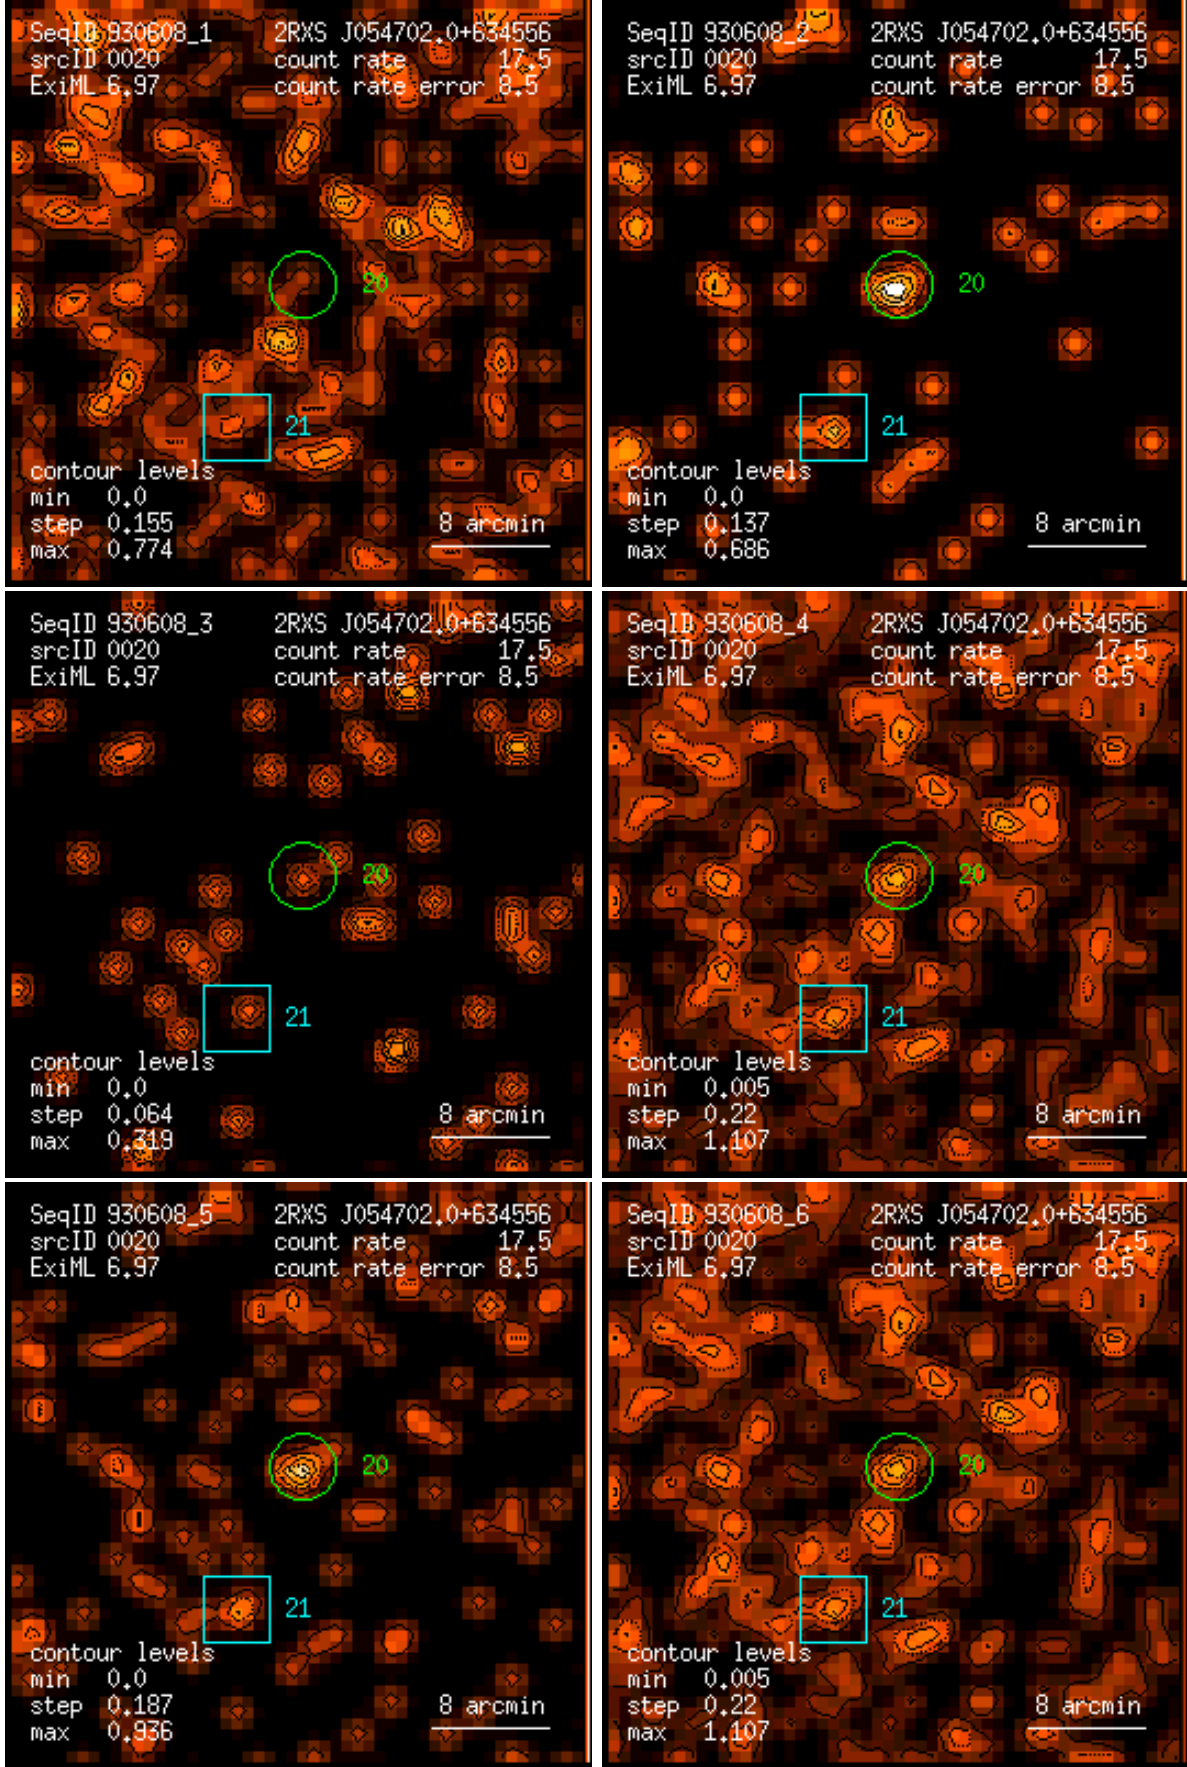 SeqID 930608_1 2RXS J054702.0+634556
srcID 0020 count rate 17.5
ExiML 6.97 count rate error 8.5
20
21
contour levels
min 0.0
step 0.155 8 arcmin
max 0.774
SeqID 930608_2 2RXS J054702.0+634556
srcID 0020 count rate 17.5
ExiML 6.97 count rate error 8.5
20
21
contour levels
min 0.0
step 0.137 8 arcmin
max 0.686
SeqID 930608_3 2RXS J054702.0+634556
srcID 0020 count rate 17.5
ExiML 6.97 count rate error 8.5
20
21
contour levels
min 0.0
step 0.064 8 arcmin
max 0.319
SeqID 930608_4 2RXS J054702.0+634556
srcID 0020 count rate 17.5
ExiML 6.97 count rate error 8.5
20
21
contour levels
min 0.005
step 0.22 8 arcmin
max 1.107
SeqID 930608_5 2RXS J054702.0+634556
srcID 0020 count rate 17.5
ExiML 6.97 count rate error 8.5
20
21
contour levels
min 0.0
step 0.187 8 arcmin
max 0.936
SeqID 930608_6 2RXS J054702.0+634556
srcID 0020 count rate 17.5
ExiML 6.97 count rate error 8.5
20
21
contour levels
min 0.005
step 0.22 8 arcmin
max 1.107